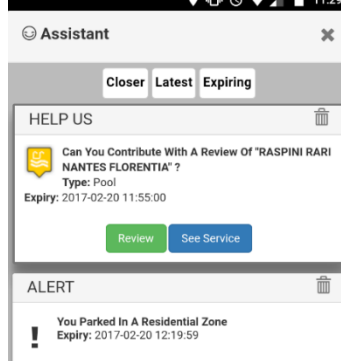 11:29
Assistant
Closer Latest Expiring
HELP US
Can You Contribute With A Review Of "RASPINI RARI
NANTES FLORENTIA" ?
Type: Pool
Expiry: 2017-02-20 11:55:00
Review See Service
ALERT
You Parked In A Residential Zone
Expiry: 2017-02-20 12:19:59